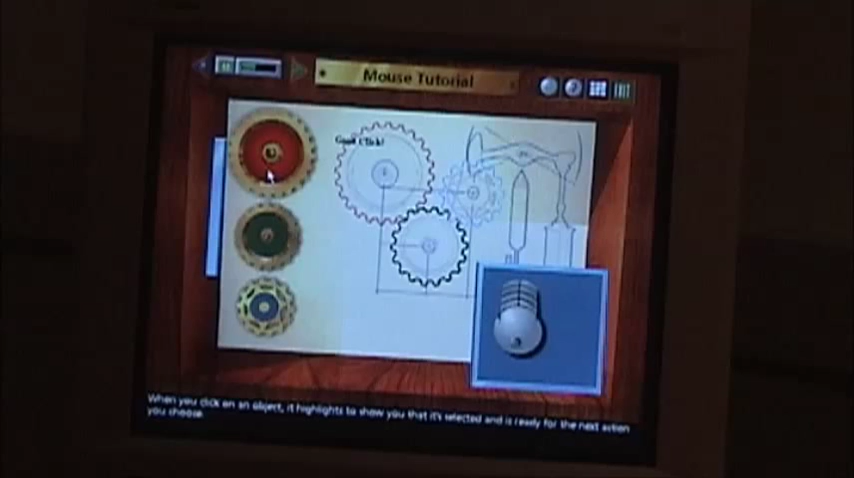 Mouse Tutorial
Good Click!
When you click on an object, it highlights to show you that it's selected and is ready for the next action
you choose.